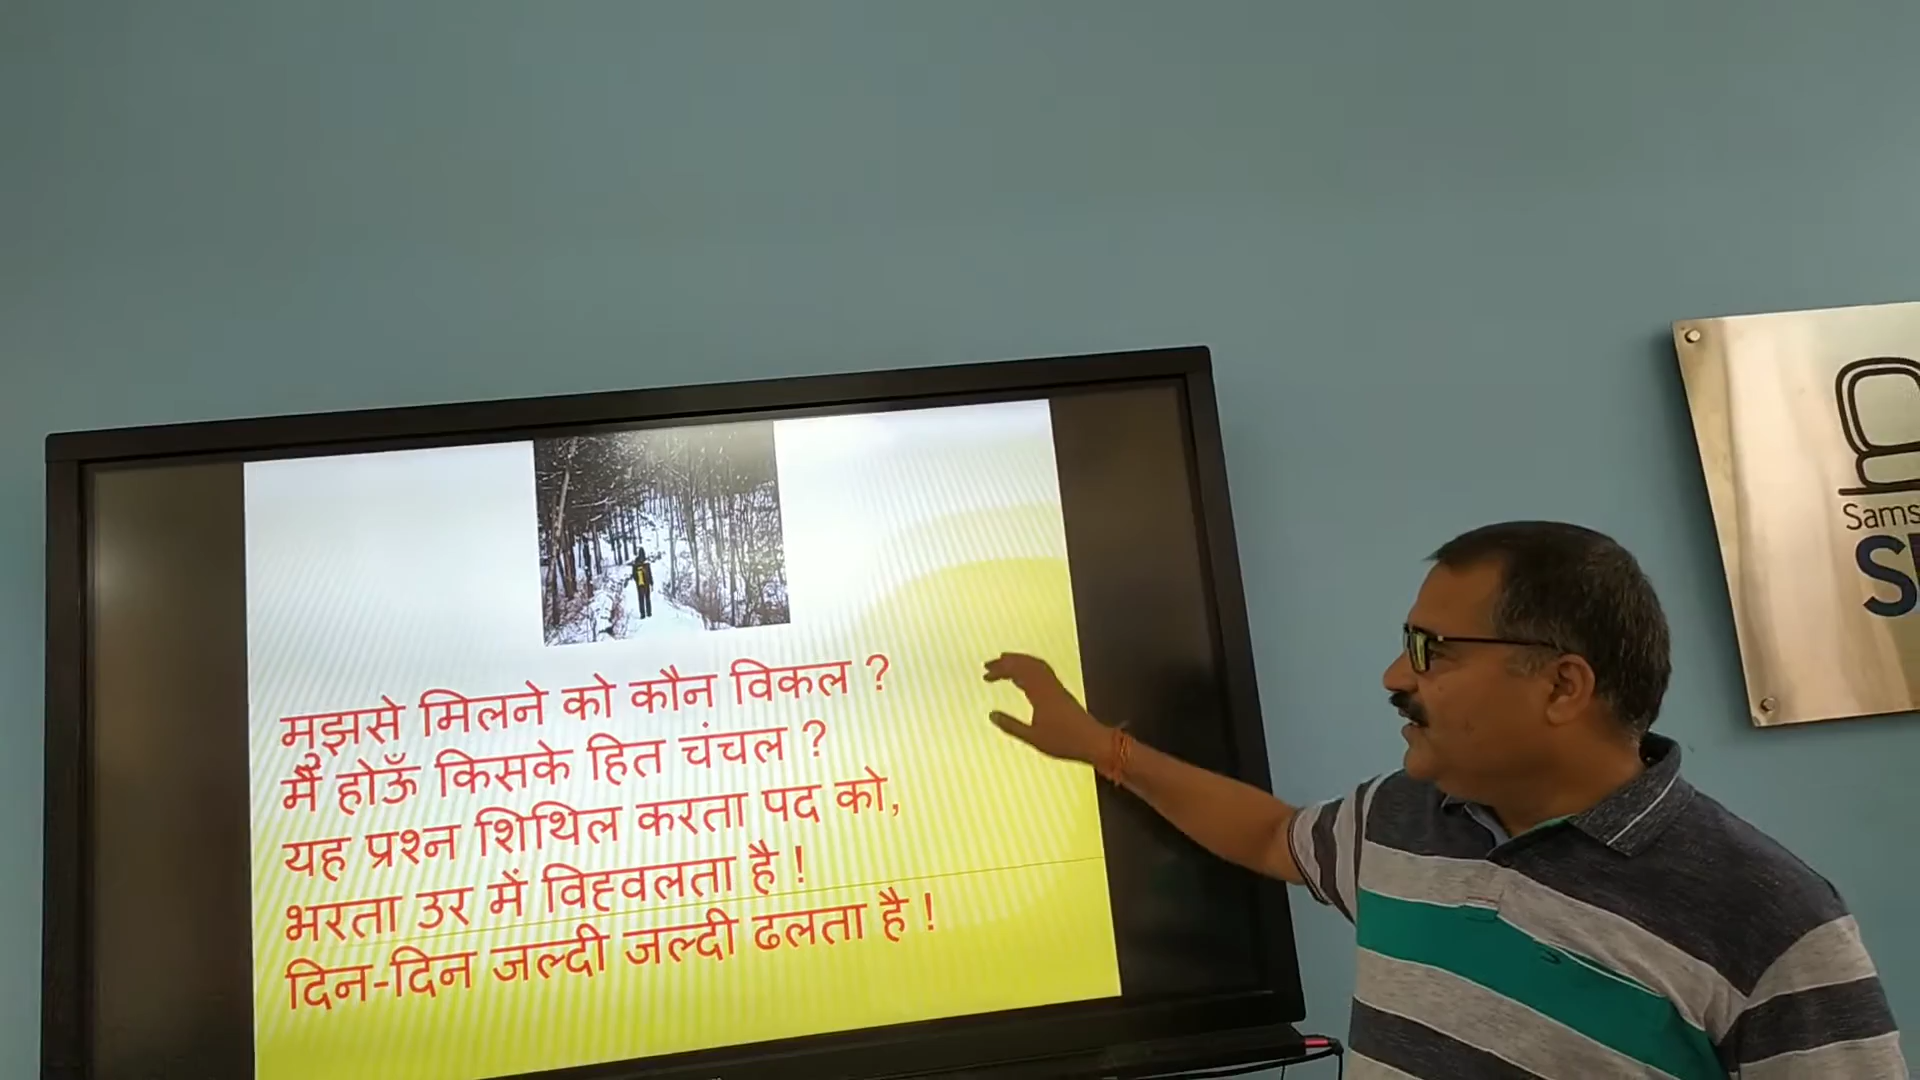 मुझसे मिलने को कौन विकल ?
मैं होऊँ किसके हित चंचल ?
यह प्रश्न शिथिल करता पद को,
भरता उर में विह्वलता है !
दिन-दिन जल्दी जल्दी ढलता है !
Sams
S